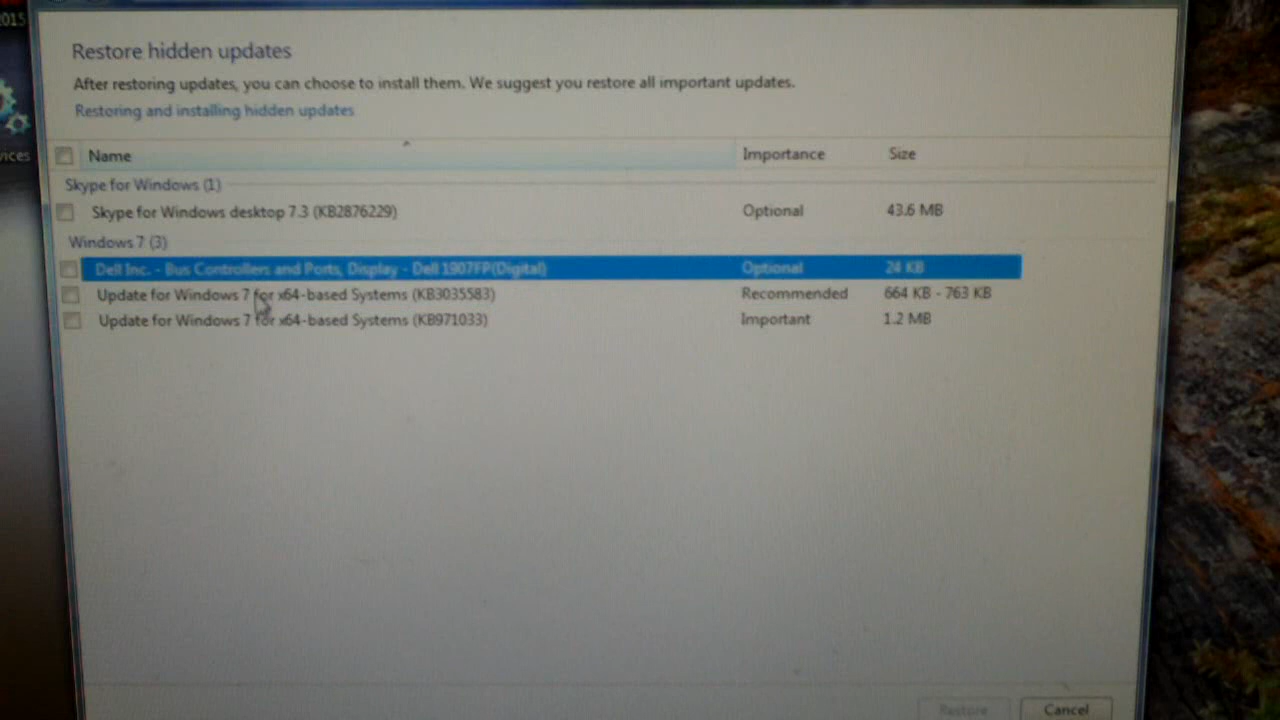 2015
vices
Restore hidden updates
After restoring updates, you can choose to install them. We suggest you restore all important updates.
Restoring and installing hidden updates
Name Importance Size
Skype for Windows (1)
Skype for Windows desktop 7.3 (KB2876229) Optional 43.6 MB
Windows 7 (3)
Dell Inc. - Bus Controllers and Ports, Display - Dell 1907FP(Digital) Optional 24 KB
Update for Windows 7 for x64-based Systems (KB3035583) Recommended 664 KB - 763 KB
Update for Windows 7 for x64-based Systems (KB971033) Important 1.2 MB
Restore Cancel